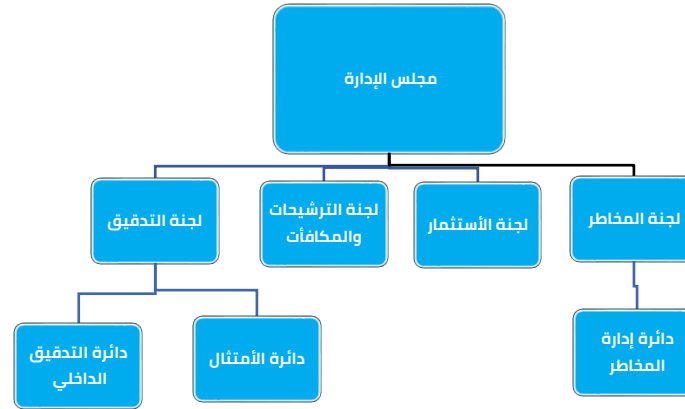 مجلس الإدارة
لجنة المخاطر
لجنة الأستثمار
لجنة الترشيحات
والمكافأت
لجنة التدقيق
دائرة إدارة
المخاطر
دائرة الأمتثال
دائرة التدقيق
الداخلي